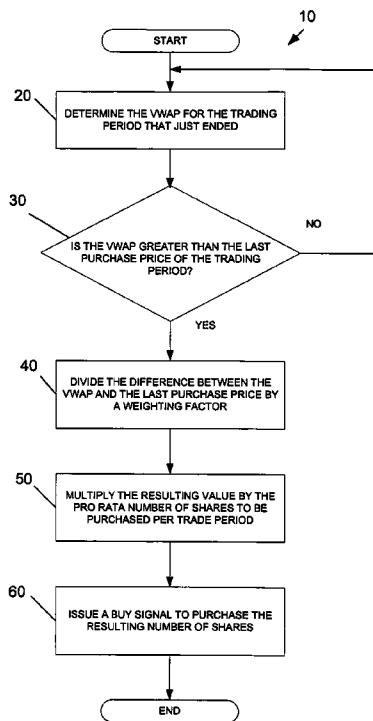 10
START
20
DETERMINE THE VWAP FOR THE TRADING
PERIOD THAT JUST ENDED
30
IS THE VWAP GREATER THAN THE LAST
PURCHASE PRICE OF THE TRADING
PERIOD?
NO
YES
40
DIVIDE THE DIFFERENCE BETWEEN THE
VWAP AND THE LAST PURCHASE PRICE BY
A WEIGHTING FACTOR
50
MULTIPLY THE RESULTING VALUE BY THE
PRO RATA NUMBER OF SHARES TO BE
PURCHASED PER TRADE PERIOD
60
ISSUE A BUY SIGNAL TO PURCHASE THE
RESULTING NUMBER OF SHARES
END